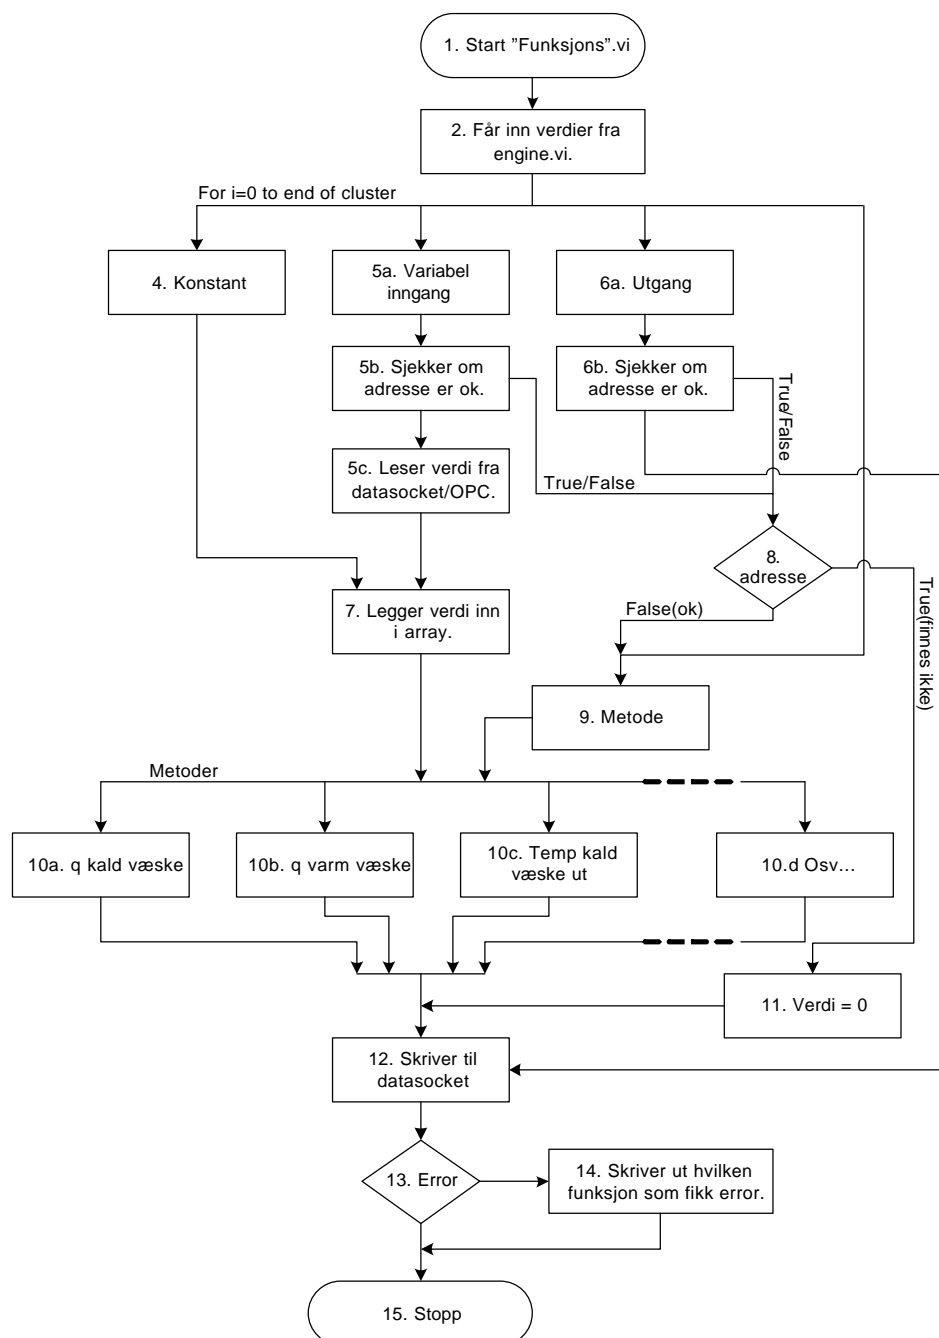 1. Start "Funksjons".vi
2. Får inn verdier fra
engine.vi.
For i=0 to end of cluster
4. Konstant
5a. Variabel
inngang
6a. Utgang
5b. Sjekker om
adresse er ok.
6b. Sjekker om
adresse er ok.
True/False
5c. Leser verdi fra
datasocket/OPC.
True/False
8.
adresse
7. Legger verdi inn
i array.
False(ok)
True(finnes ikke)
9. Metode
Metoder
10a. q kald væske
10b. q varm væske
10c. Temp kald
væske ut
10.d Osv...
11. Verdi = 0
12. Skriver til
datasocket
13. Error
14. Skriver ut hvilken
funksjon som fikk error.
15. Stopp